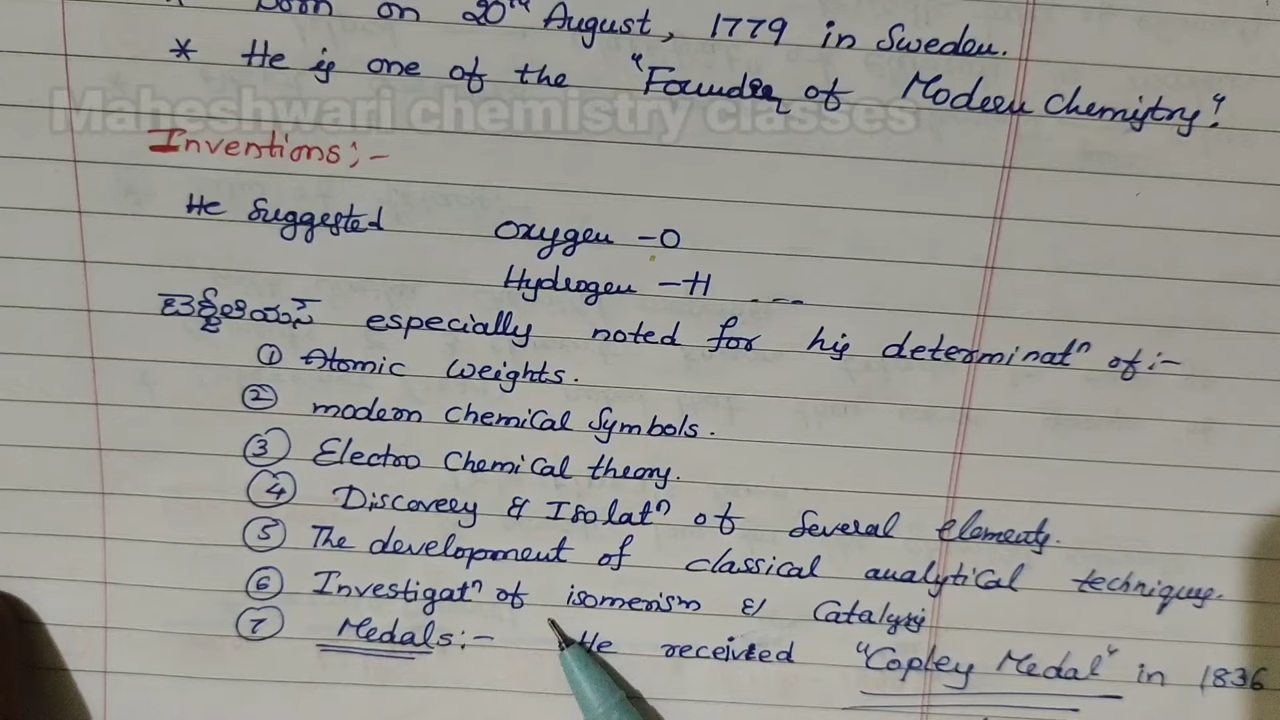 Born on 20th August, 1779 in Sweden.
* He is one of the "Founder of Modern Chemistry".
Maheshwari chemistry classes
Inventions:-
He Suggested Oxygen - O
Hydrogen - H ---
especially noted for his determinatn of:-
① Atomic weights.
② modern chemical Symbols.
③ Electro Chemical theory.
④ Discovery & Isolatn of several elements.
⑤ The development of classical analytical techniques.
⑥ Investigatn of isomerism & Catalysis
⑦ Medals:- He received "Copley Medal" in 1836